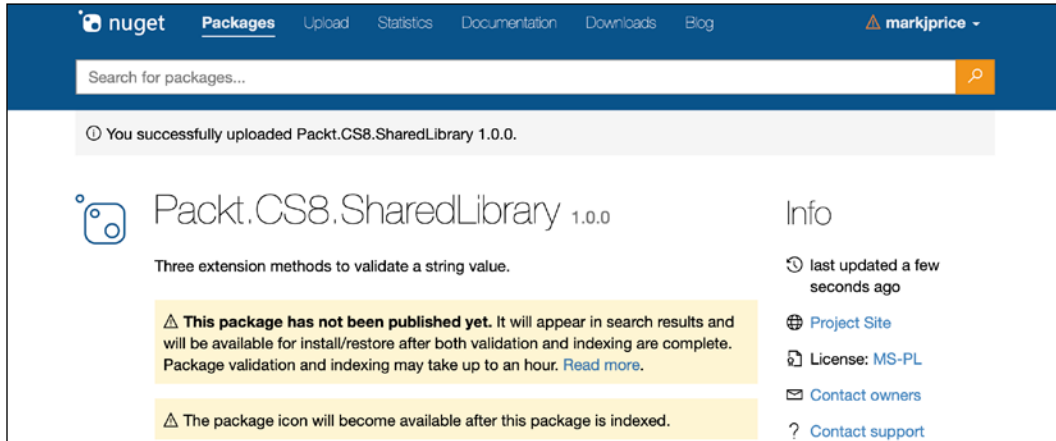 nuget Packages Upload Statistics Documentation Downloads Blog markjprice
Search for packages...
You successfully uploaded Packt.CS8.SharedLibrary 1.0.0.
Packt.CS8.SharedLibrary 1.0.0
Three extension methods to validate a string value.
This package has not been published yet. It will appear in search results and
will be available for install/restore after both validation and indexing are complete.
Package validation and indexing may take up to an hour. Read more.
The package icon will become available after this package is indexed.
Info
last updated a few
seconds ago
Project Site
License: MS-PL
Contact owners
Contact support